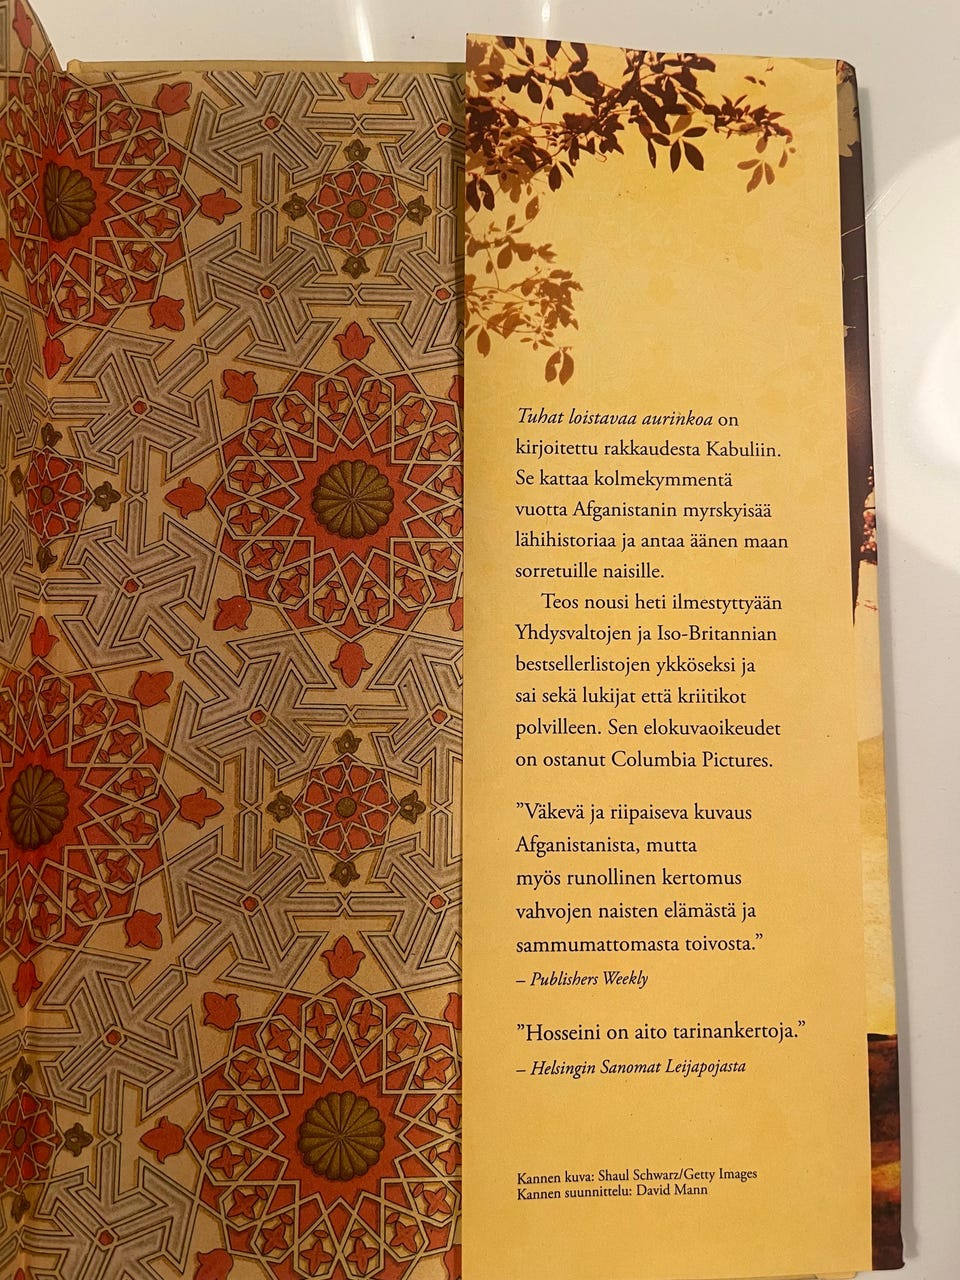 Tuhat loistavaa aurinkoa on
kirjoitettu rakkaudesta Kabuliin.
Se kattaa kolmekymmentä
vuotta Afganistanin myrskyisää
lähihistoriaa ja antaa äänen maan
sorretuille naisille.
Teos nousi heti ilmestyttyään
Yhdysvaltojen ja Iso-Britannian
bestsellerlistojen ykköseksi ja
sai sekä lukijat että kriitikot
polvilleen. Sen elokuvaoikeudet
on ostanut Columbia Pictures.
”Väkevä ja riipaiseva kuvaus
Afganistanista, mutta
myös runollinen kertomus
vahvojen naisten elämästä ja
sammumattomasta toivosta.”
– Publishers Weekly
”Hosseini on aito tarinankertoja.”
– Helsingin Sanomat Leijapojasta
Kannen kuva: Shaul Schwarz/Getty Images
Kannen suunnittelu: David Mann